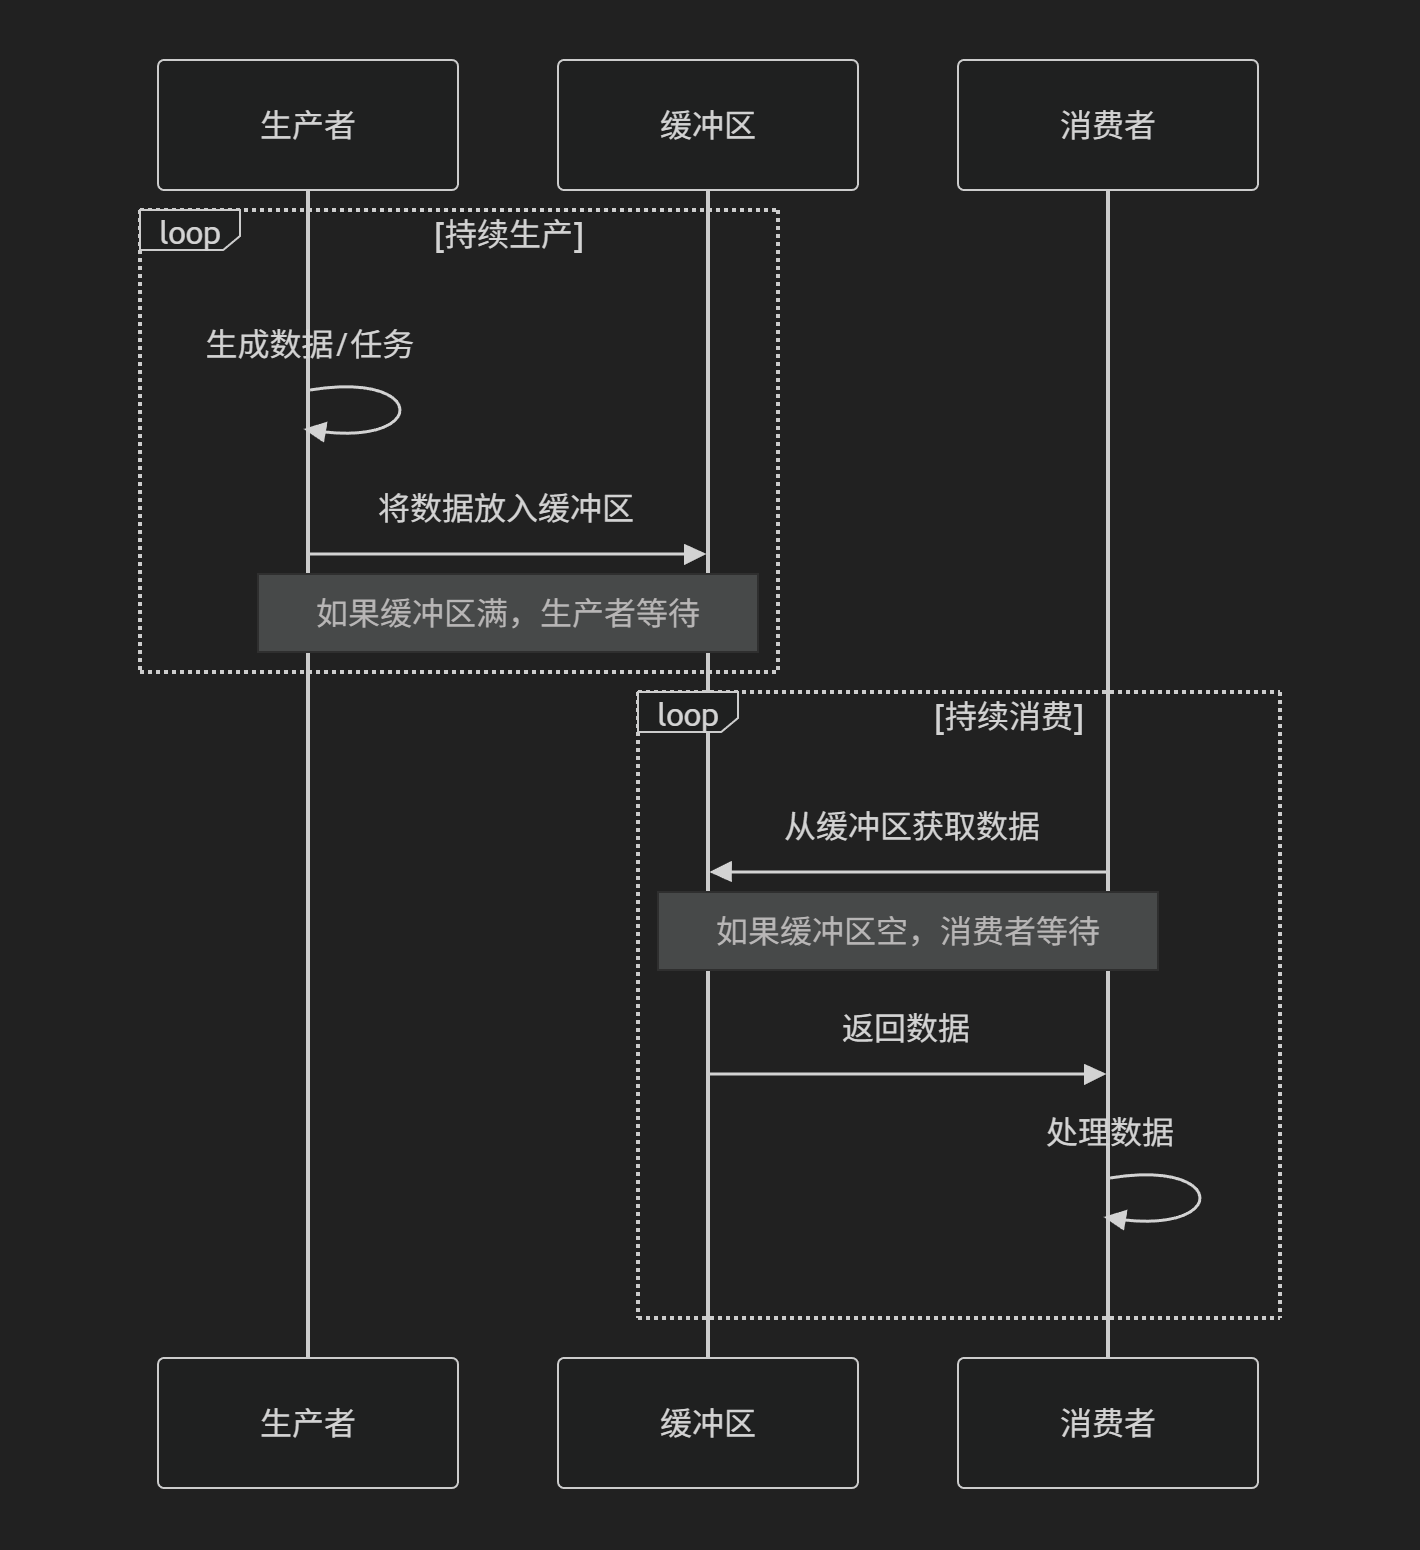 生产者
缓冲区
消费者
loop
[持续生产]
生成数据/任务
将数据放入缓冲区
如果缓冲区满，生产者等待
loop
[持续消费]
从缓冲区获取数据
如果缓冲区空，消费者等待
返回数据
处理数据
生产者
缓冲区
消费者